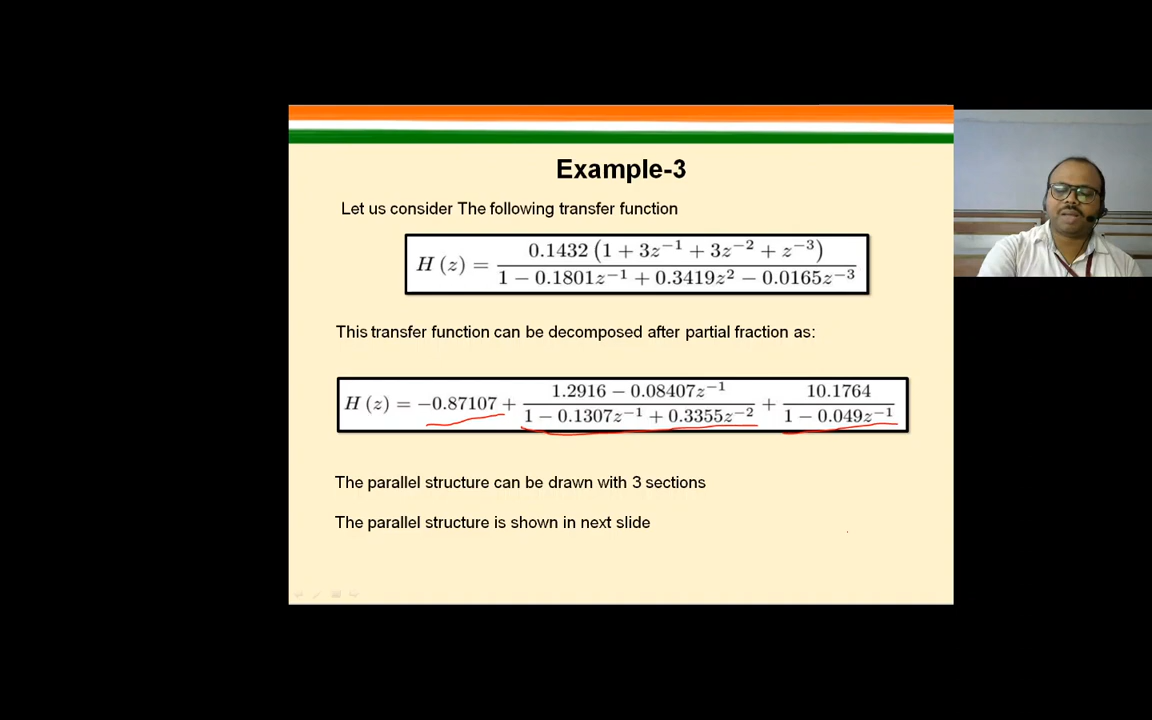 Example-3
Let us consider The following transfer function
H (z) = 0.1432 (1 + 3z⁻¹ + 3z⁻² + z⁻³) / 1 − 0.1801z⁻¹ + 0.3419z² − 0.0165z⁻³
This transfer function can be decomposed after partial fraction as:
H (z) = −0.87107 + 1.2916 − 0.08407z⁻¹ / 1 − 0.1307z⁻¹ + 0.3355z⁻² + 10.1764 / 1 − 0.049z⁻¹
The parallel structure can be drawn with 3 sections
The parallel structure is shown in next slide